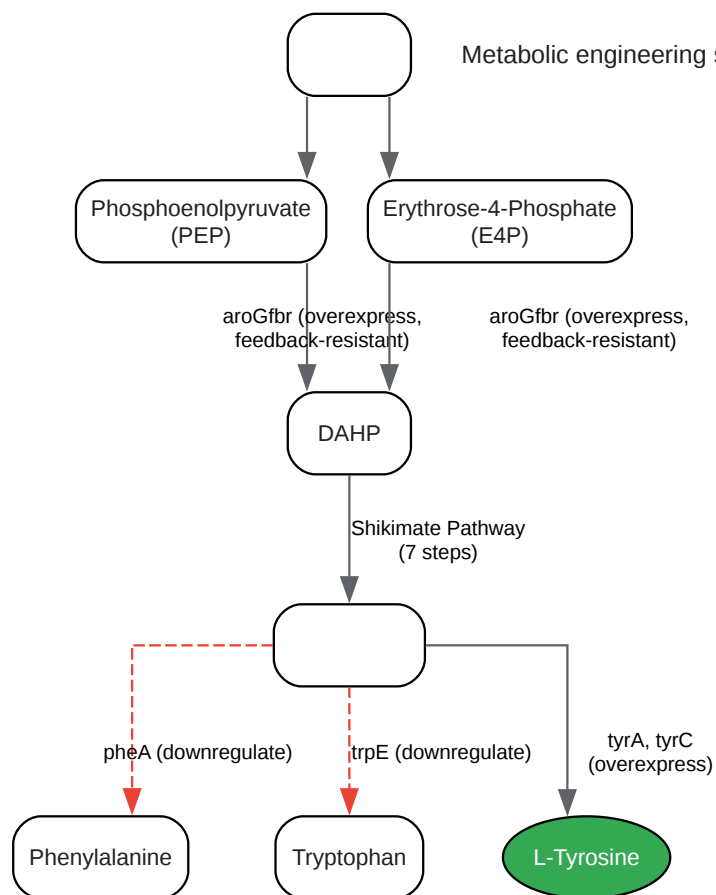 Metabolic engineering s
Phosphoenolpyruvate
(PEP)
Erythrose-4-Phosphate
(E4P)
aroGfbr (overexpress,
feedback-resistant)
aroGfbr (overexpress,
feedback-resistant)
DAHP
Shikimate Pathway
(7 steps)
pheA (downregulate)
trpE (downregulate)
tyrA, tyrC
(overexpress)
Phenylalanine
Tryptophan
L-Tyrosine